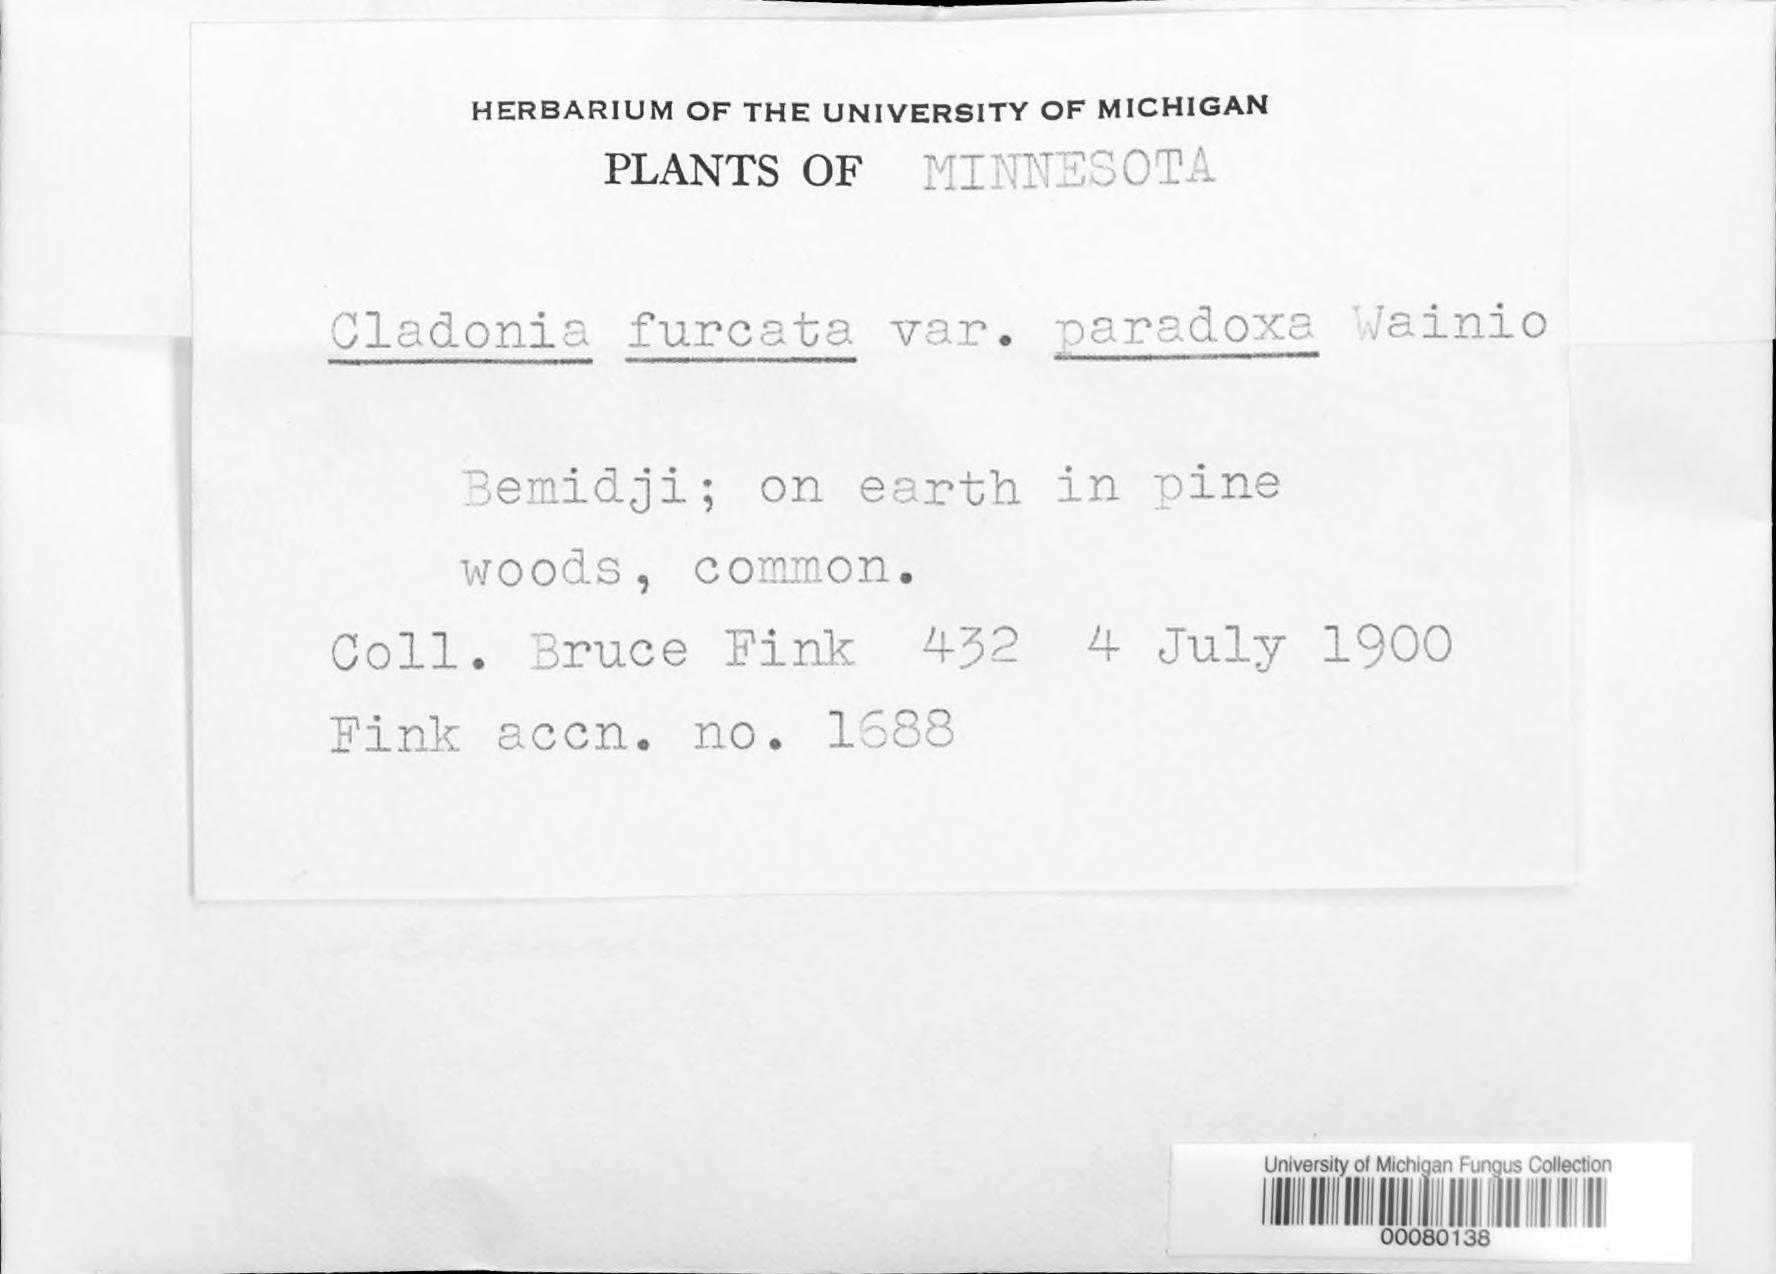 HERBARIUM OF THE UNIVERSITY OF MICHIGAN
PLANTS OF MINNESOTA
Cladonia furcata var. paradoxa Wainio
Bemidji; on earth in pine
woods, common.
Coll. Bruce Fink 432 4 July 1900
Fink accn. no. 1688
University of Michigan Fungus Collection
00080138